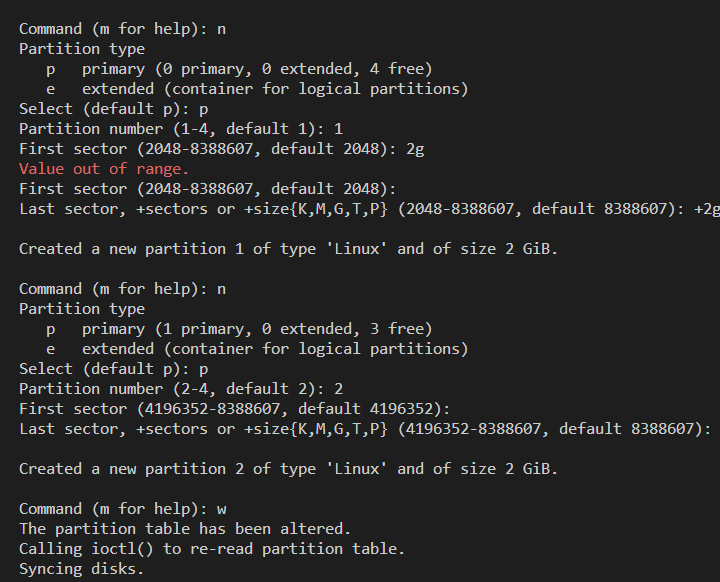 Command (m for help): n
Partition type
   p   primary (0 primary, 0 extended, 4 free)
   e   extended (container for logical partitions)
Select (default p): p
Partition number (1-4, default 1): 1
First sector (2048-8388607, default 2048): 2g
Value out of range.
First sector (2048-8388607, default 2048):
Last sector, +sectors or +size{K,M,G,T,P} (2048-8388607, default 8388607): +2g
Created a new partition 1 of type 'Linux' and of size 2 GiB.
Command (m for help): n
Partition type
   p   primary (1 primary, 0 extended, 3 free)
   e   extended (container for logical partitions)
Select (default p): p
Partition number (2-4, default 2): 2
First sector (4196352-8388607, default 4196352):
Last sector, +sectors or +size{K,M,G,T,P} (4196352-8388607, default 8388607):
Created a new partition 2 of type 'Linux' and of size 2 GiB.
Command (m for help): w
The partition table has been altered.
Calling ioctl() to re-read partition table.
Syncing disks.